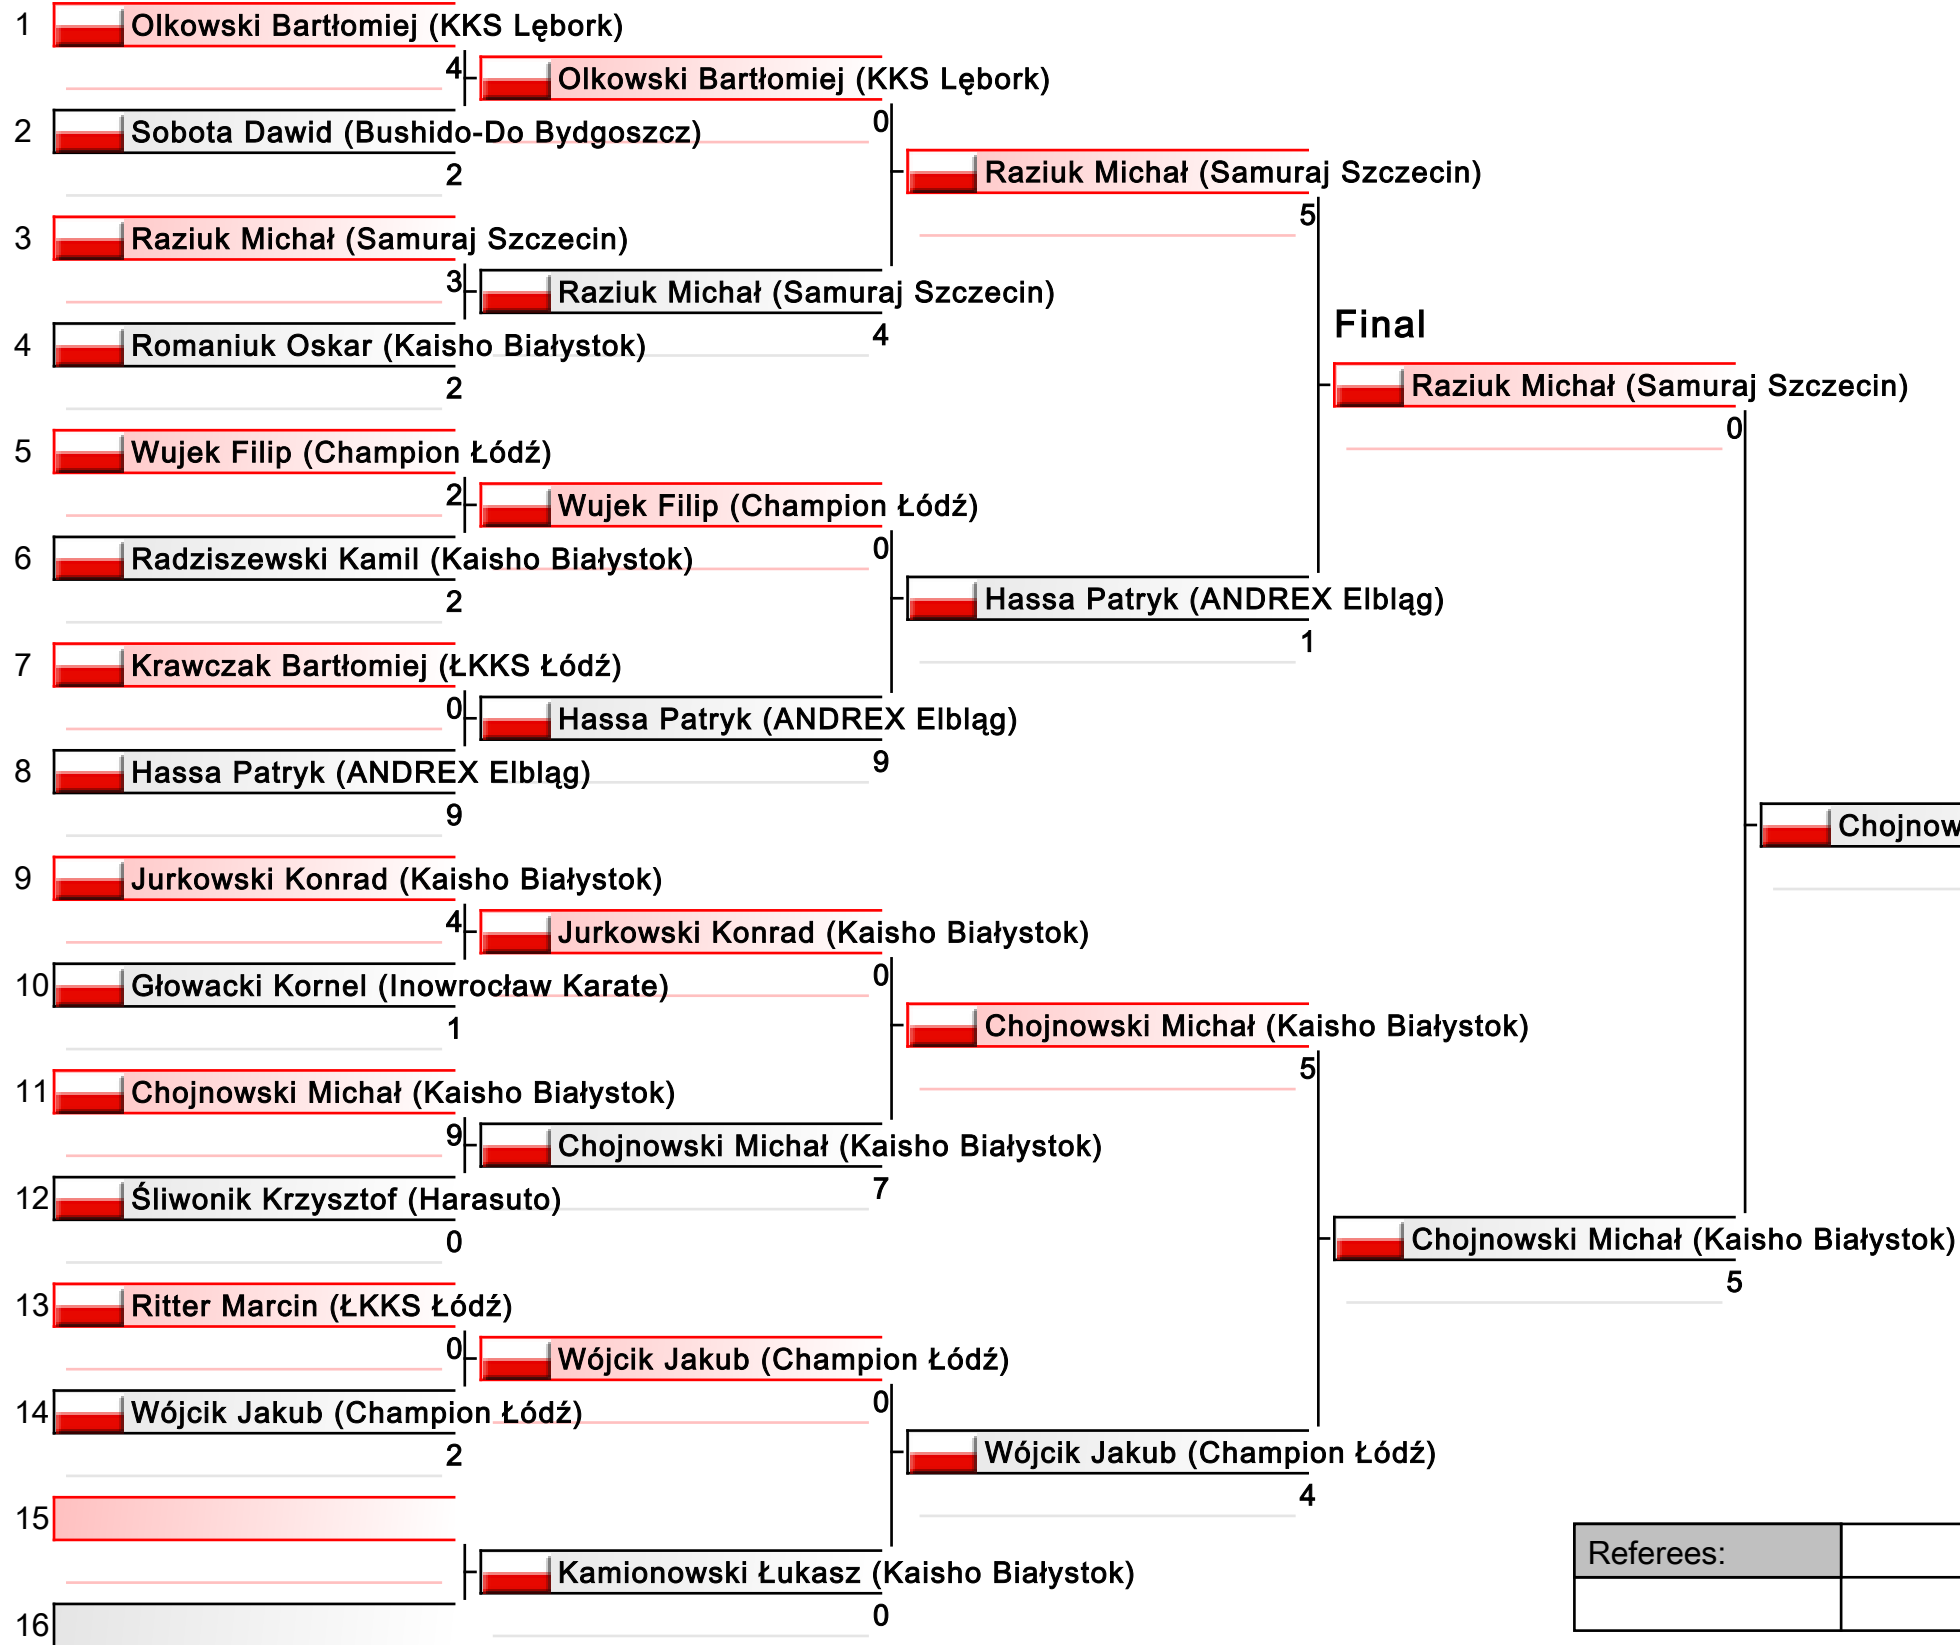 1 Olkowski Bartłomiej (KKS Lębork)
4 Olkowski Bartłomiej (KKS Lębork)
0
2 Sobota Dawid (Bushido-Do Bydgoszcz)
2
Raziuk Michał (Samuraj Szczecin)
5
3 Raziuk Michał (Samuraj Szczecin)
3 Raziuk Michał (Samuraj Szczecin)
4
Final
4 Romaniuk Oskar (Kaisho Białystok)
2
Raziuk Michał (Samuraj Szczecin)
0
5 Wujek Filip (Champion Łódź)
2 Wujek Filip (Champion Łódź)
0
6 Radziszewski Kamil (Kaisho Białystok)
2
Hassa Patryk (ANDREX Elbląg)
1
7 Krawczak Bartłomiej (ŁKKS Łódź)
0 Hassa Patryk (ANDREX Elbląg)
9
8 Hassa Patryk (ANDREX Elbląg)
9
Chojnow
9 Jurkowski Konrad (Kaisho Białystok)
4 Jurkowski Konrad (Kaisho Białystok)
0
10 Głowacki Kornel (Inowrocław Karate)
1
Chojnowski Michał (Kaisho Białystok)
5
11 Chojnowski Michał (Kaisho Białystok)
9 Chojnowski Michał (Kaisho Białystok)
7
12 Śliwonik Krzysztof (Harasuto)
0
Chojnowski Michał (Kaisho Białystok)
5
13 Ritter Marcin (ŁKKS Łódź)
0 Wójcik Jakub (Champion Łódź)
0
14 Wójcik Jakub (Champion Łódź)
2
Wójcik Jakub (Champion Łódź)
4
15
Kamionowski Łukasz (Kaisho Białystok)
0
16
Referees: